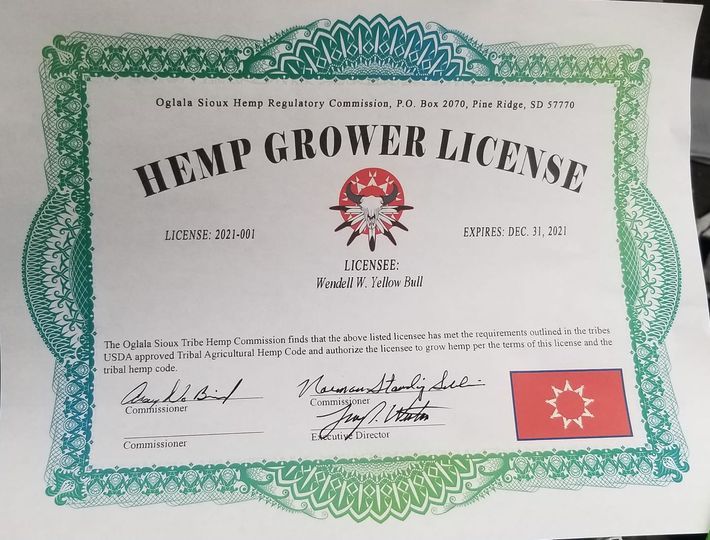 Oglala Sioux Hemp Regulatory Commission, P.O. Box 2070, Pine Ridge, SD 57770
HEMP GROWER LICENSE
LICENSE: 2021-001
EXPIRES: DEC. 31, 2021
LICENSEE:
Wendell W. Yellow Bull
The Oglala Sioux Tribe Hemp Commission finds that the above listed licensee has met the requirements outlined in the tribes
USDA approved Tribal Agricultural Hemp Code and authorize the licensee to grow hemp per the terms of this license and the
tribal hemp code.
Commissioner
Commissioner
Commissioner
Executive Director